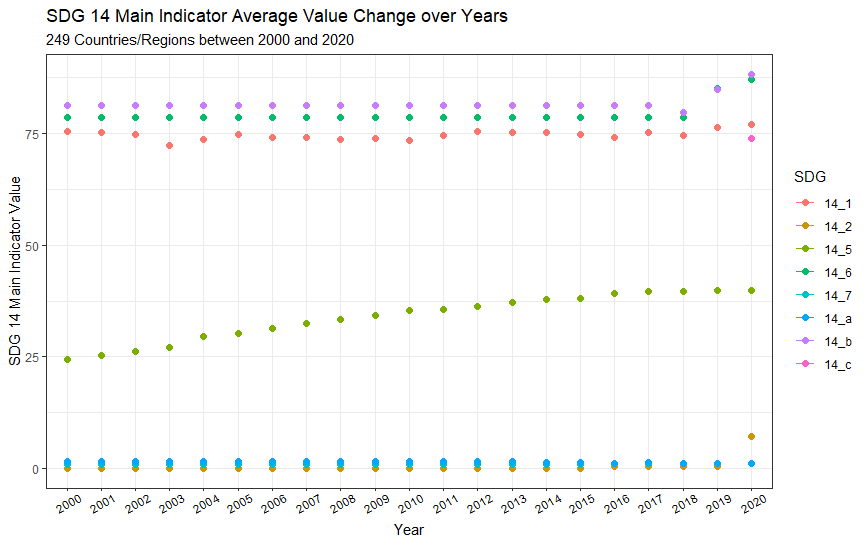 SDG 14 Main Indicator Average Value Change over Years
249 Countries/Regions between 2000 and 2020
SDG 14 Main Indicator Value
75
50
25
0
2000 2001 2002 2003 2004 2005 2006 2007 2008 2009 2010 2011 2012 2013 2014 2015 2016 2017 2018 2019 2020
Year
SDG
14_1
14_2
14_5
14_6
14_7
14_a
14_b
14_c